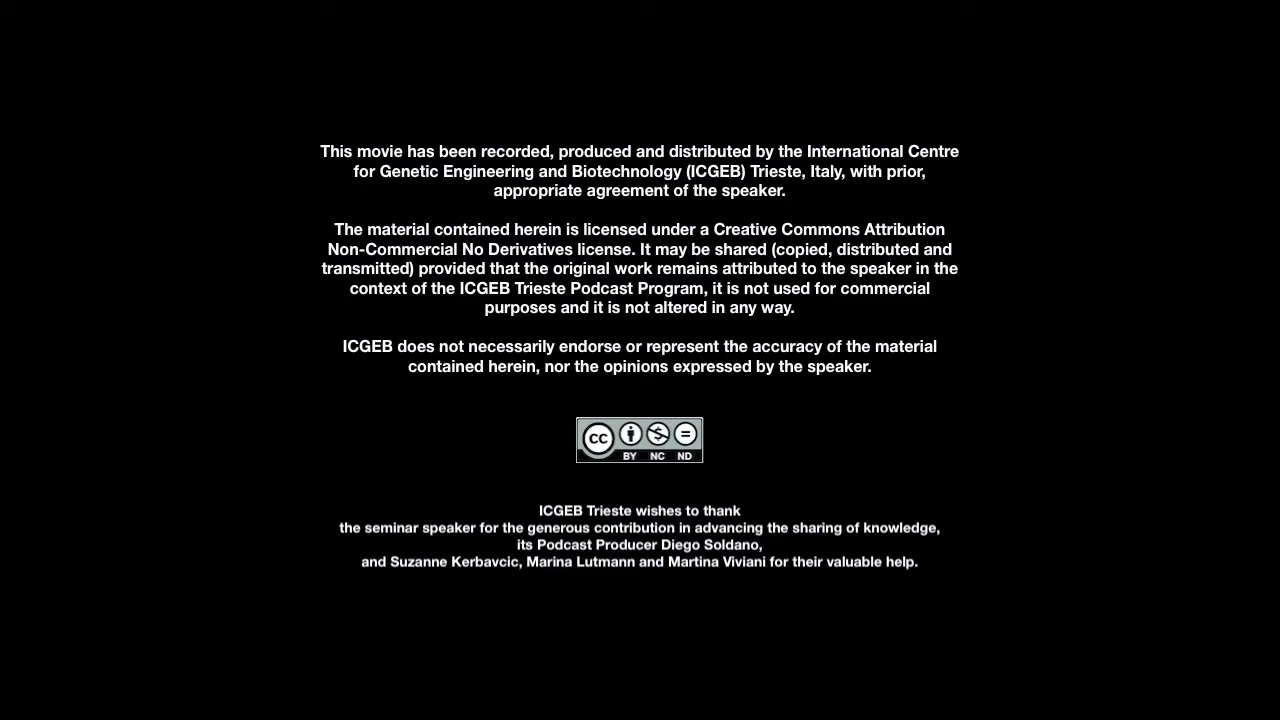 This movie has been recorded, produced and distributed by the International Centre
for Genetic Engineering and Biotechnology (ICGEB) Trieste, Italy, with prior,
appropriate agreement of the speaker.
The material contained herein is licensed under a Creative Commons Attribution
Non-Commercial No Derivatives license. It may be shared (copied, distributed and
transmitted) provided that the original work remains attributed to the speaker in the
context of the ICGEB Trieste Podcast Program, it is not used for commercial
purposes and it is not altered in any way.
ICGEB does not necessarily endorse or represent the accuracy of the material
contained herein, nor the opinions expressed by the speaker.
CC
BY NC ND
ICGEB Trieste wishes to thank
the seminar speaker for the generous contribution in advancing the sharing of knowledge,
its Podcast Producer Diego Soldano,
and Suzanne Kerbavcic, Marina Lutmann and Martina Viviani for their valuable help.